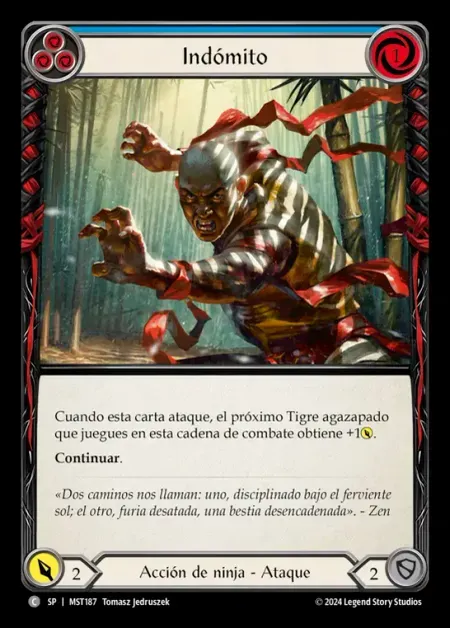 Indómito
1
Cuando esta carta ataque, el próximo Tigre agazapado
que juegues en esta cadena de combate obtiene +1.
Continuar.
«Dos caminos nos llaman: uno, disciplinado bajo el ferviente
sol; el otro, furia desatada, una bestia desencadenada». – Zen
2
Acción de ninja - Ataque
2
C SP | MST187 Tomasz Jedruszek
© 2024 Legend Story Studios